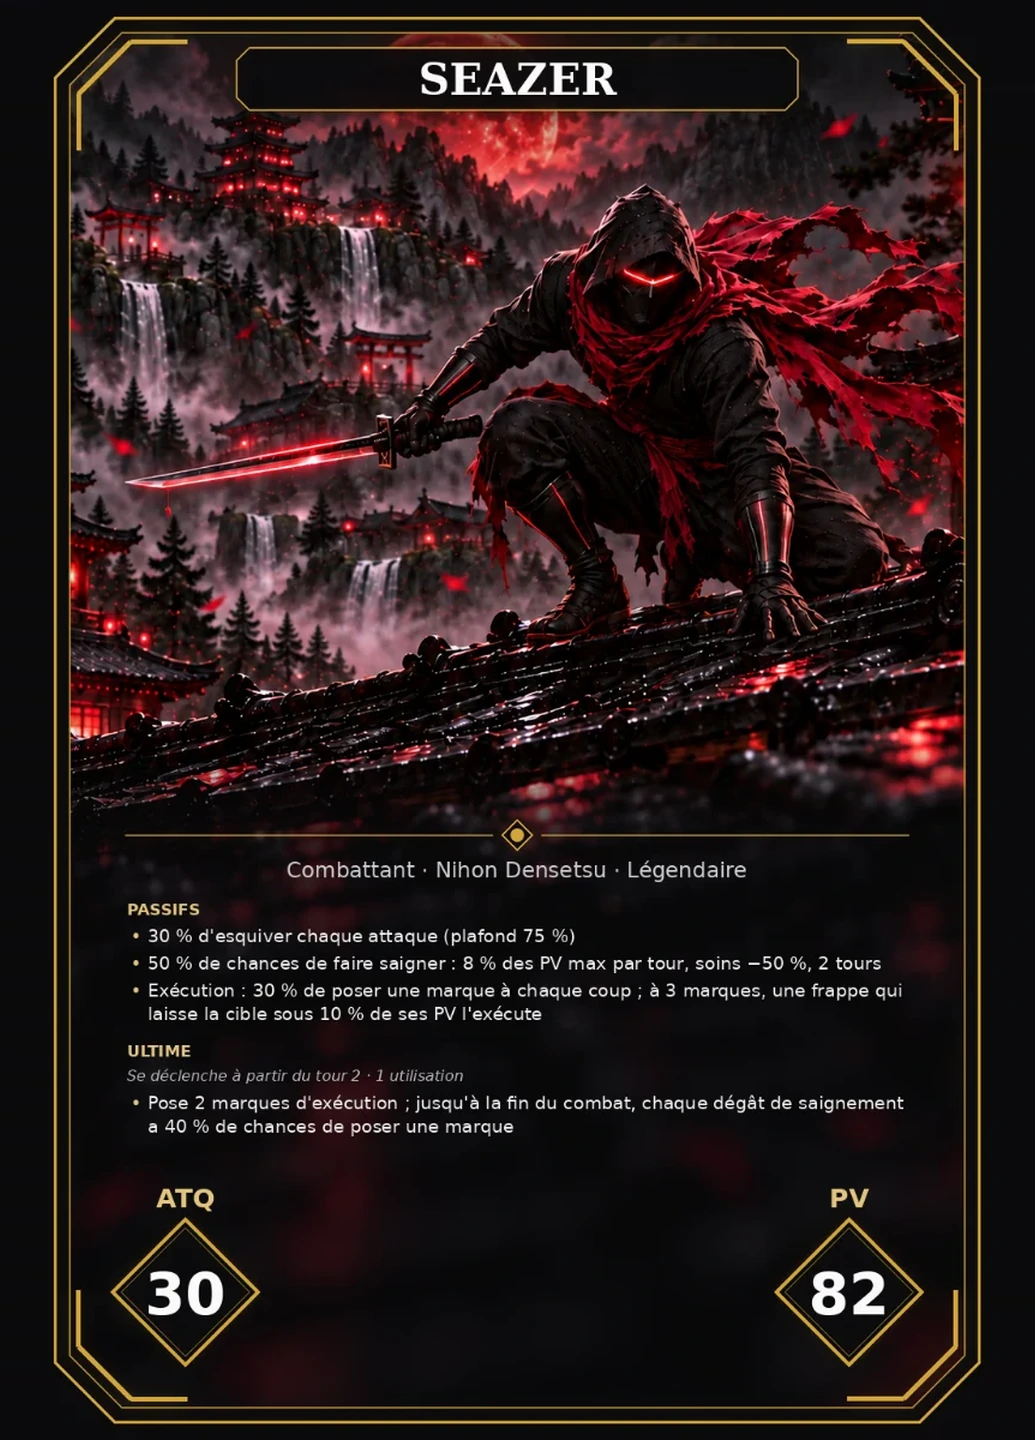 SEAZER
Combattant · Nihon Densetsu · Légendaire
PASSIFS
• 30 % d'esquiver chaque attaque (plafond 75 %)
• 50 % de chances de faire saigner : 8 % des PV max par tour, soins −50 %, 2 tours
• Exécution : 30 % de poser une marque à chaque coup ; à 3 marques, une frappe qui
laisse la cible sous 10 % de ses PV l'exécute
ULTIME
Se déclenche à partir du tour 2 · 1 utilisation
• Pose 2 marques d'exécution ; jusqu'à la fin du combat, chaque dégât de saignement
a 40 % de chances de poser une marque
ATQ
PV
30
82